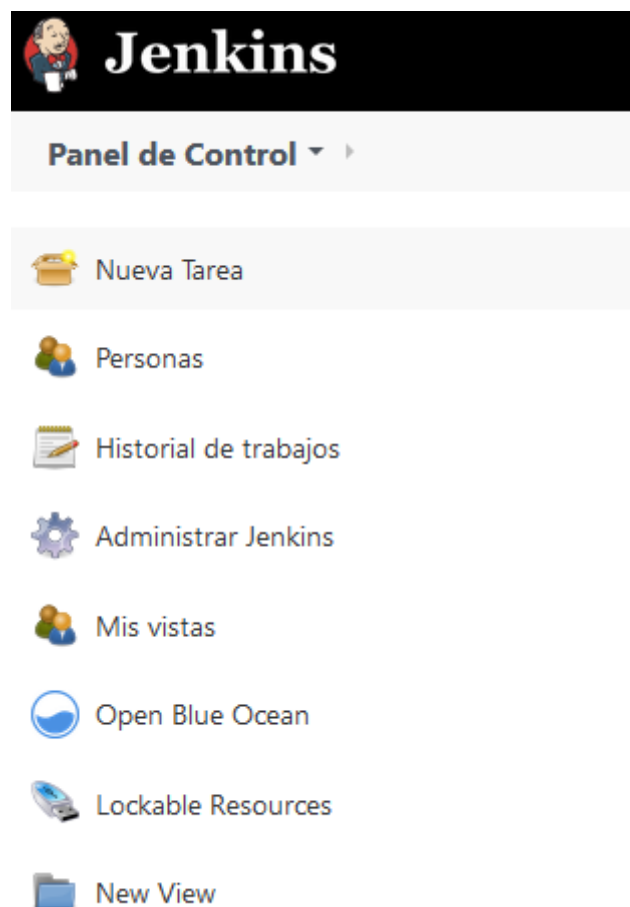 Jenkins
Panel de Control
Nueva Tarea
Personas
Historial de trabajos
Administrar Jenkins
Mis vistas
Open Blue Ocean
Lockable Resources
New View